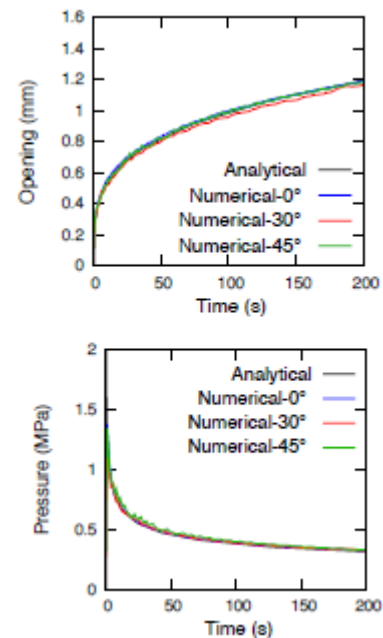 1.6
1.4
1.2
1.0
0.8
0.6
0.4
0.2
0
Opening (mm)
Analytical
Numerical-0°
Numerical-30°
Numerical-45°
0 50 100 150 200
Time (s)
2
1.5
1
0.5
0
Pressure (MPa)
Analytical
Numerical-0°
Numerical-30°
Numerical-45°
0 50 100 150 200
Time (s)